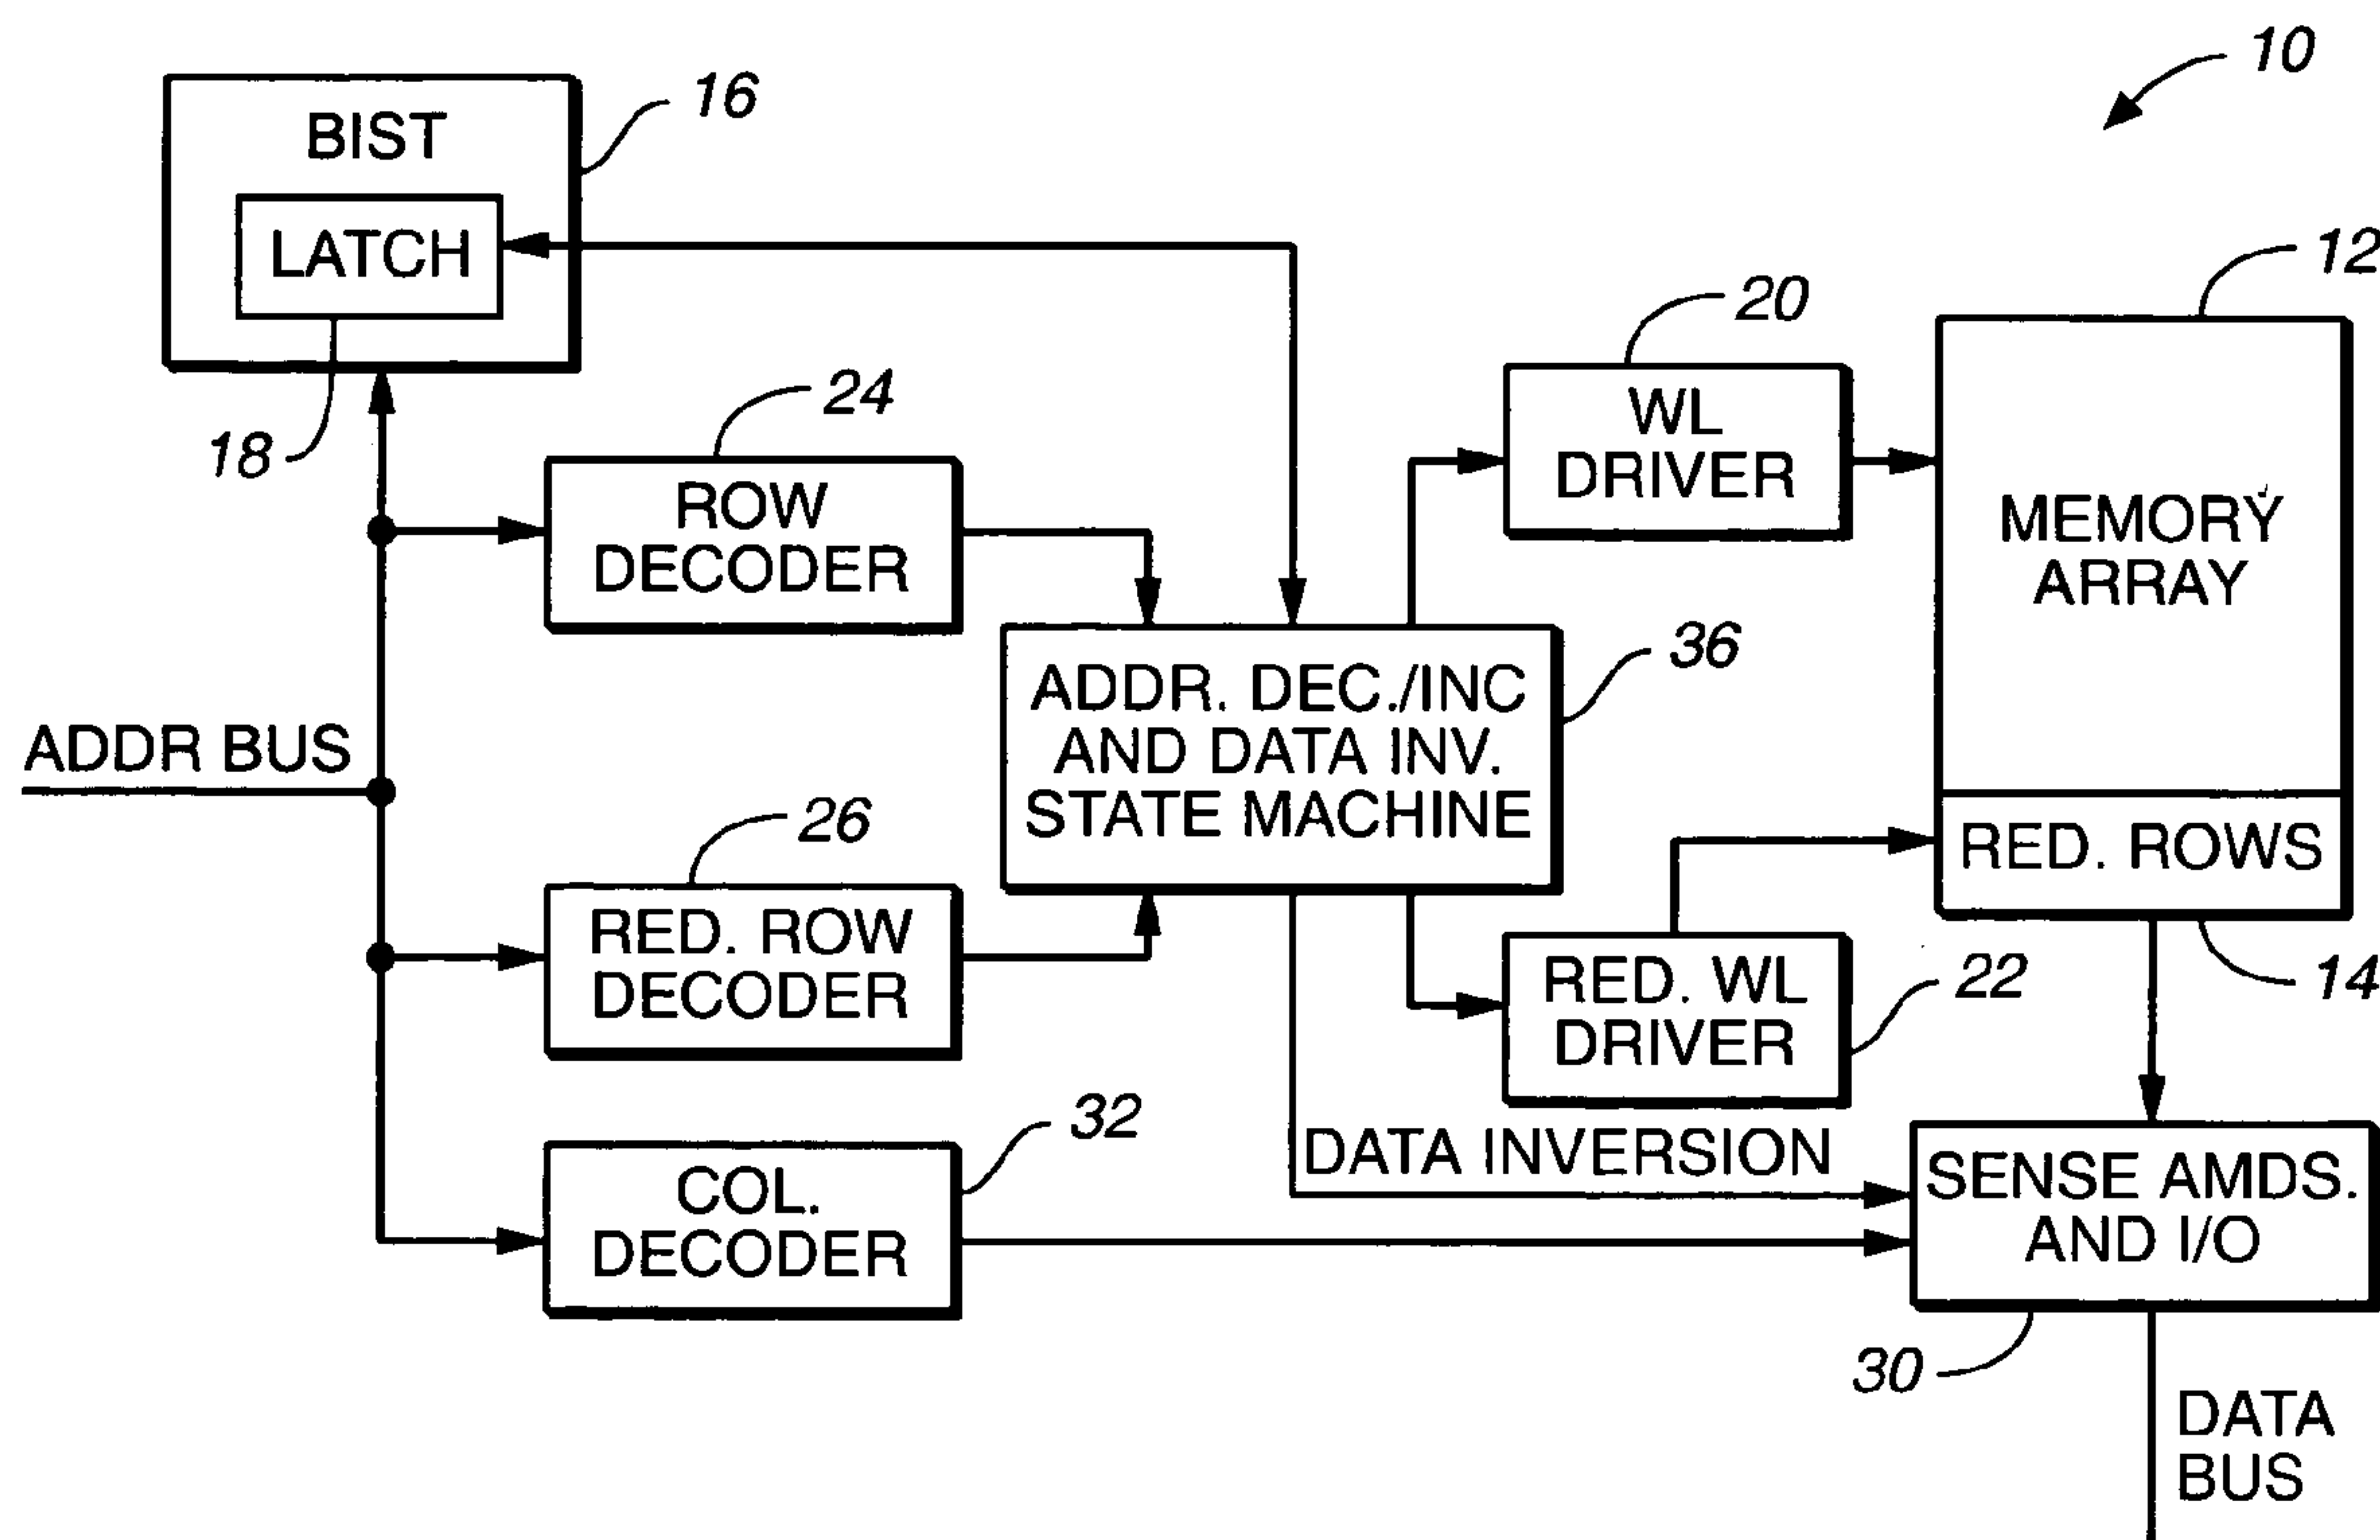 10
16
BIST
LATCH
12
20
24
18
WL
DRIVER
ROW
DECODER
MEMORY
ARRAY
36
ADDR. DEC./INC
AND DATA INV.
STATE MACHINE
ADDR BUS
26
RED. ROWS
RED. ROW
DECODER
RED. WL
DRIVER
22
14
32
DATA INVERSION
COL.
DECODER
SENSE AMDS.
AND I/O
30
DATA
BUS